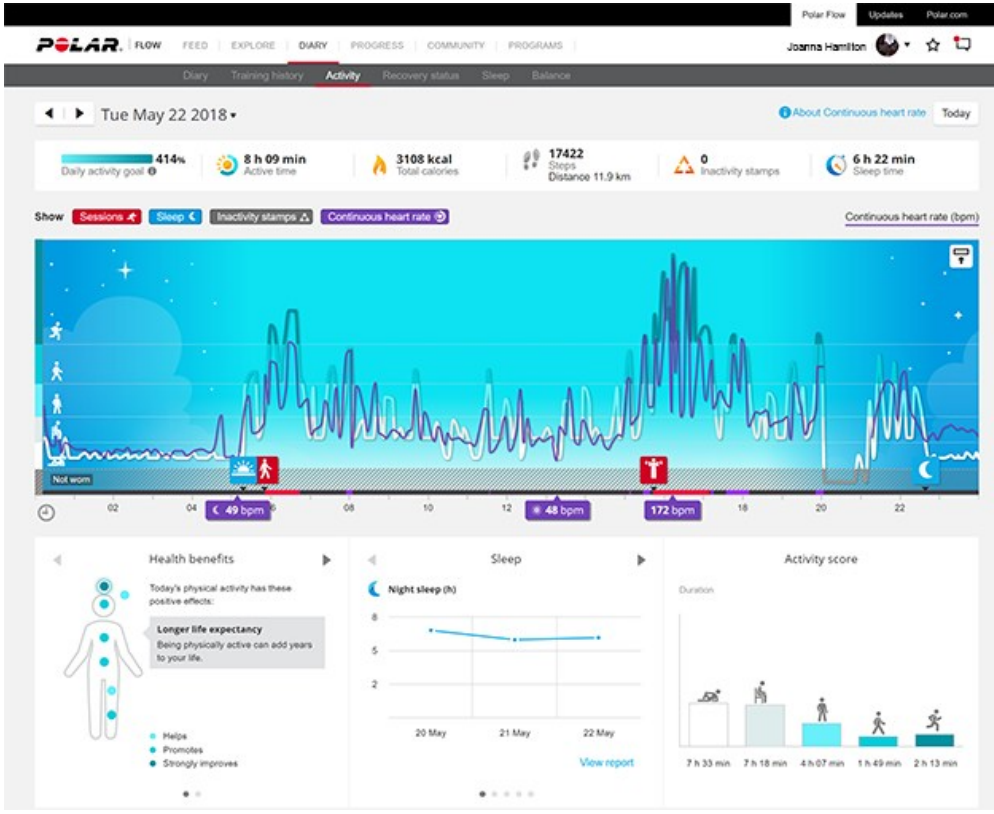 Polar Flow Updates Polar.com
POLAR. FLOW FEED EXPLORE DIARY PROGRESS COMMUNITY PROGRAMS Joanna Hamilton
Diary Training history Activity Recovery status Sleep Balance
Tue May 22 2018 About Continuous heart rate Today
414%
Daily activity goal
8 h 09 min
Active time
3108 kcal
Total calories
17422
Steps
Distance 11.9 km
0
Inactivity stamps
6 h 22 min
Sleep time
Show Sessions Sleep Inactivity stamps Continuous heart rate Continuous heart rate (bpm)
Not worn
02 04 6 08 10 12 18 20 22
49 bpm 48 bpm 172 bpm
Health benefits
Today's physical activity has these
positive effects:
Longer life expectancy
Being physically active can add years
to your life.
Helps
Promotes
Strongly improves
Sleep
Night sleep (h)
8
5
2
20 May 21 May 22 May
View report
Activity score
Duration
7 h 33 min 7 h 18 min 4 h 07 min 1 h 49 min 2 h 13 min